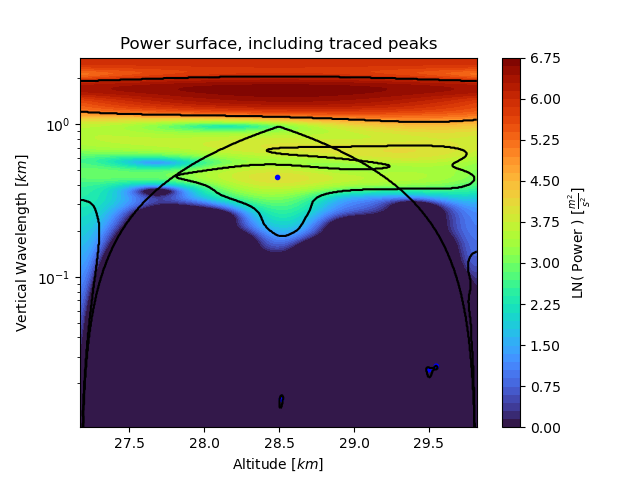 Power surface, including traced peaks
Vertical Wavelength [km]
10⁰
10⁻¹
27.5 28.0 28.5 29.0 29.5
Altitude [km]
6.75
6.00
5.25
4.50
3.75
3.00
2.25
1.50
0.75
0.00
LN( Power ) [m²/s²]